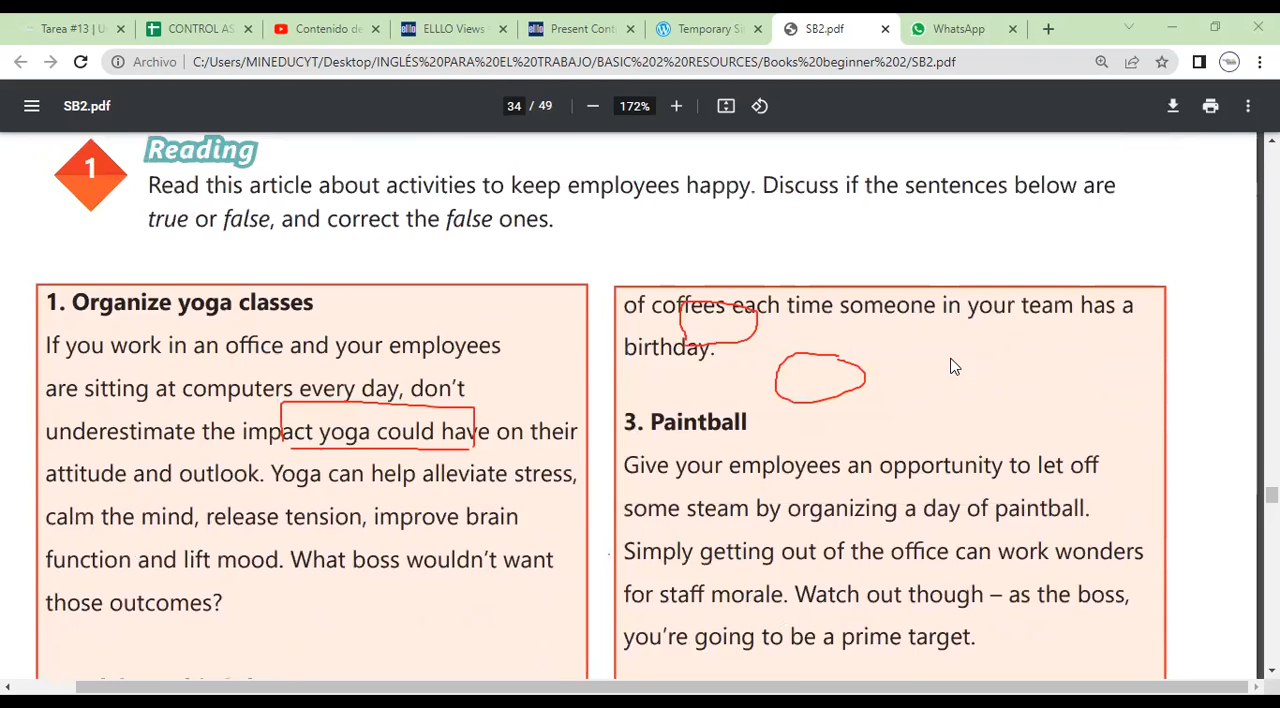 Tarea #13 | U
CONTROL AS
Contenido de
ELLLO Views
Present Cont
Temporary Si
SB2.pdf
WhatsApp
Archivo
C:/Users/MINEDUCYT/Desktop/INGLÉS%20PARA%20EL%20TRABAJO/BASIC%202%20RESOURCES/Books%20beginner%202/SB2.pdf
SB2.pdf
34 / 49
172%
1
Reading
Read this article about activities to keep employees happy. Discuss if the sentences below are
true or false, and correct the false ones.
1. Organize yoga classes
If you work in an office and your employees
are sitting at computers every day, don't
underestimate the impact yoga could have on their
attitude and outlook. Yoga can help alleviate stress,
calm the mind, release tension, improve brain
function and lift mood. What boss wouldn't want
those outcomes?
of coffees each time someone in your team has a
birthday.
3. Paintball
Give your employees an opportunity to let off
some steam by organizing a day of paintball.
Simply getting out of the office can work wonders
for staff morale. Watch out though – as the boss,
you're going to be a prime target.